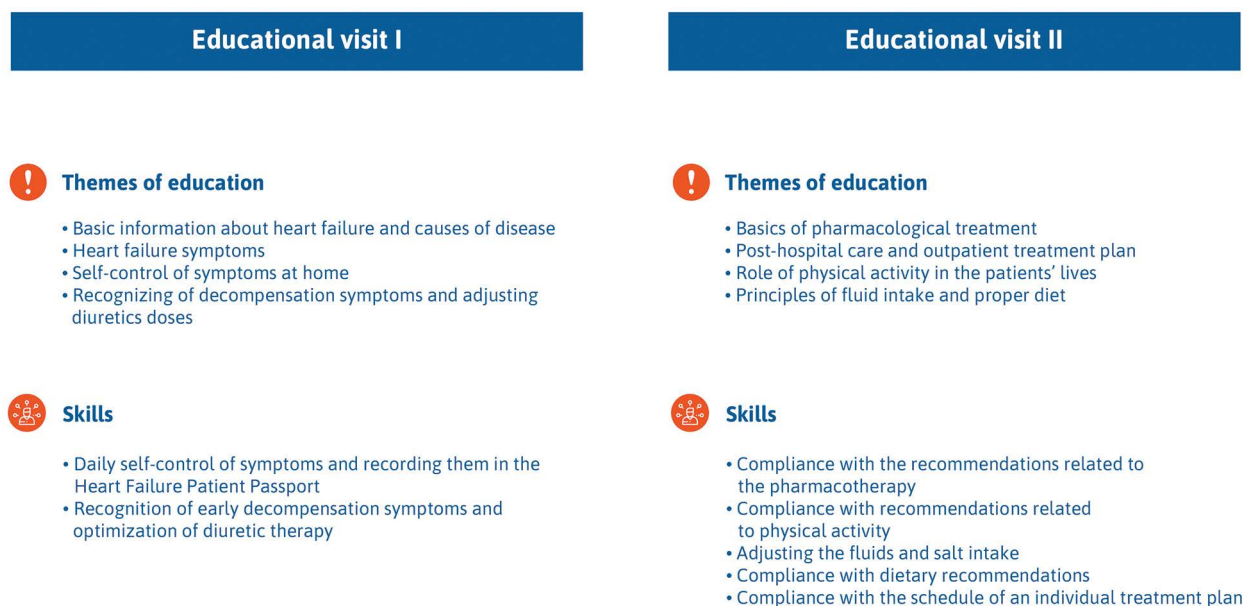 Educational visit I
Themes of education
• Basic information about heart failure and causes of disease
• Heart failure symptoms
• Self-control of symptoms at home
• Recognizing of decompensation symptoms and adjusting
diuretics doses
Skills
• Daily self-control of symptoms and recording them in the
Heart Failure Patient Passport
• Recognition of early decompensation symptoms and
optimization of diuretic therapy
Educational visit II
Themes of education
• Basics of pharmacological treatment
• Post-hospital care and outpatient treatment plan
• Role of physical activity in the patients’ lives
• Principles of fluid intake and proper diet
Skills
• Compliance with the recommendations related to
the pharmacotherapy
• Compliance with recommendations related
to physical activity
• Adjusting the fluids and salt intake
• Compliance with dietary recommendations
• Compliance with the schedule of an individual treatment plan